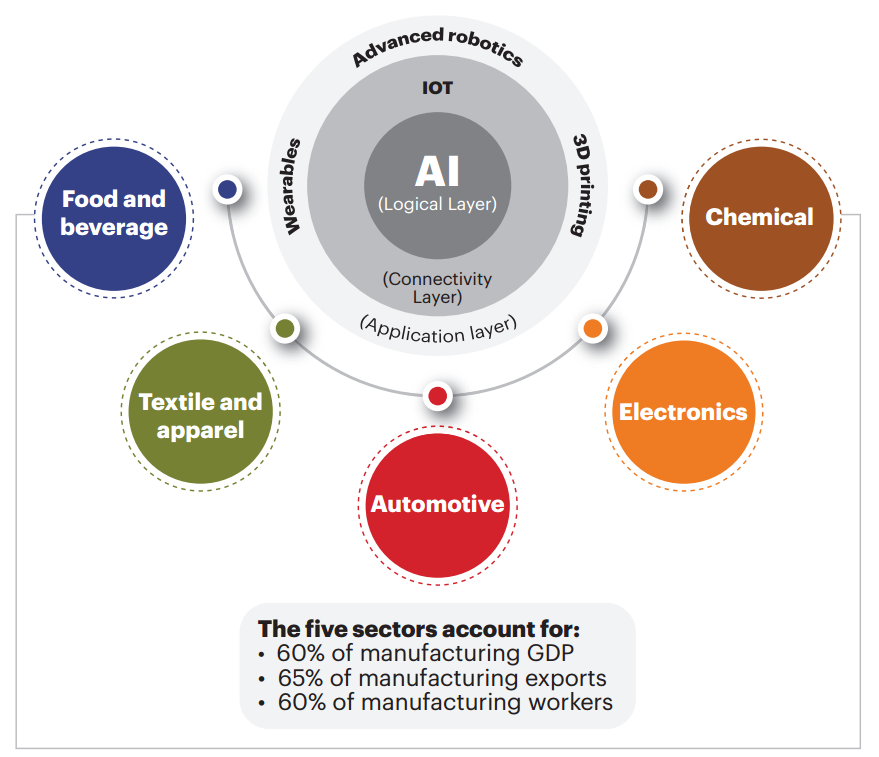 Advanced robotics
IOT
Wearables
3D printing
AI
(Logical Layer)
(Connectivity
Layer)
(Application layer)
Food and
beverage
Chemical
Textile and
apparel
Electronics
Automotive
The five sectors account for:
• 60% of manufacturing GDP
• 65% of manufacturing exports
• 60% of manufacturing workers